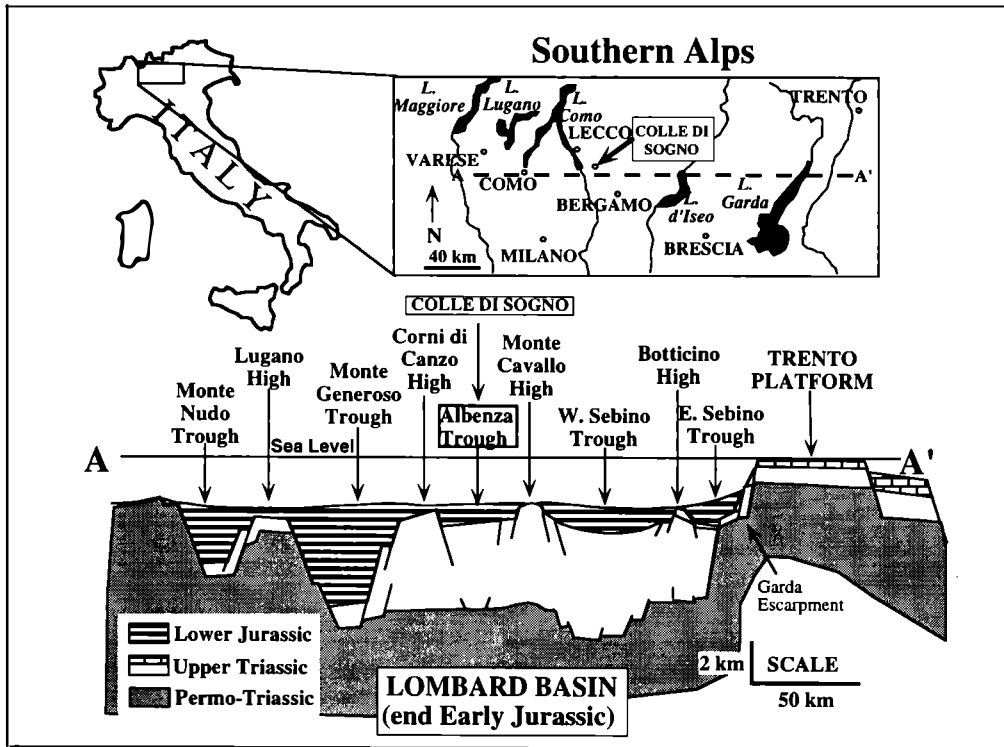 Southern Alps
ITALY
L.
Maggiore
L.
Lugano
L.
Como
LECCO
COLLE DI
SOGNO
TRENTO
VARESE
A
COMO
A'
BERGAMO
L.
d'Iseo
L.
Garda
N
40 km
MILANO
BRESCIA
COLLE DI SOGNO
Monte
Nudo
Trough
Lugano
High
Monte
Generoso
Trough
Corni di
Canzo
High
Albenza
Trough
Monte
Cavallo
High
W. Sebino
Trough
Botticino
High
E. Sebino
Trough
TRENTO
PLATFORM
Sea Level
A
A'
Garda
Escarpment
Lower Jurassic
Upper Triassic
Permo-Triassic
LOMBARD BASIN
(end Early Jurassic)
2 km
SCALE
50 km